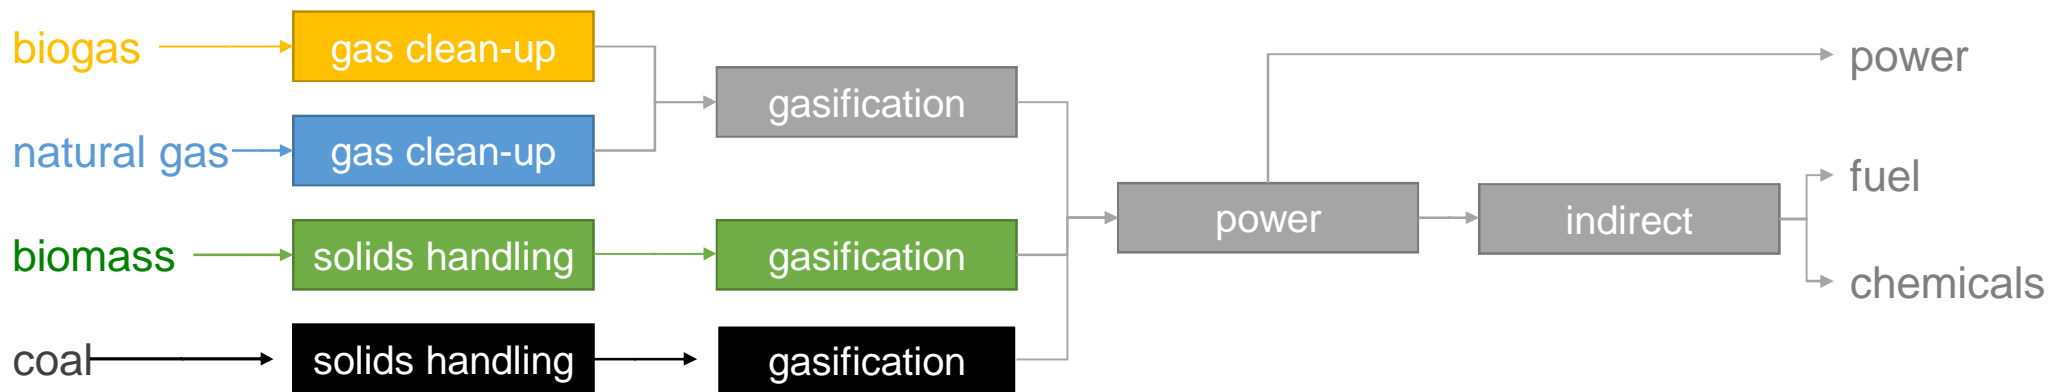 biogas
gas clean-up
power
gasification
natural gas
gas clean-up
fuel
power
indirect
biomass
solids handling
gasification
chemicals
coal
solids handling
gasification